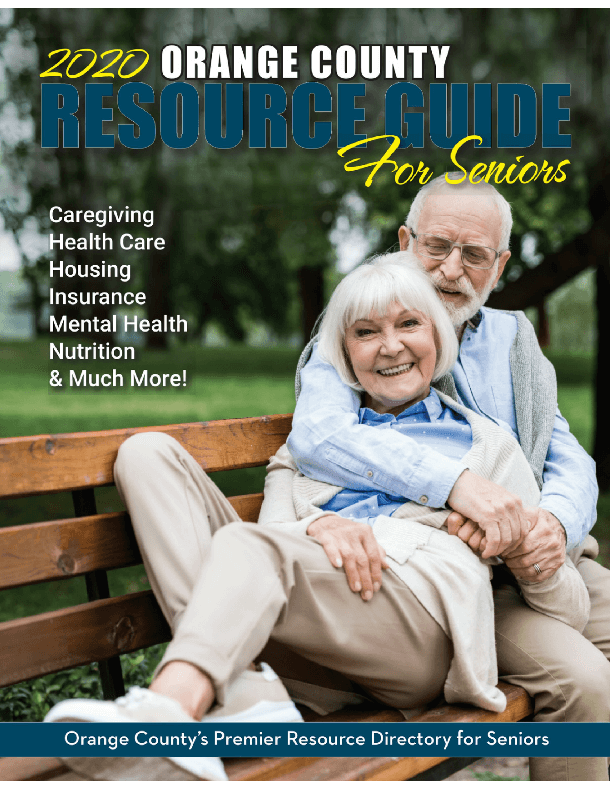 2020 ORANGE COUNTY
RESOURCE GUIDE
For Seniors
Caregiving
Health Care
Housing
Insurance
Mental Health
Nutrition
& Much More!
Orange County's Premier Resource Directory for Seniors